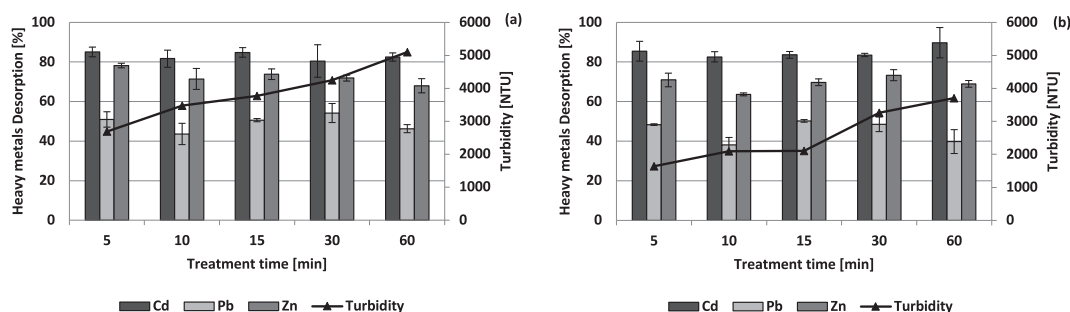 (a)
Heavy metals Desorption [%]
100
80
60
40
20
0
6000
5000
4000
3000
2000
1000
0
Turbidity [NTU]
5 10 15 30 60
Treatment time [min]
Cd Pb Zn Turbidity
(b)
Heavy metals Desorption [%]
100
80
60
40
20
0
6000
5000
4000
3000
2000
1000
0
Turbidity [NTU]
5 10 15 30 60
Treatment time [min]
Cd Pb Zn Turbidity